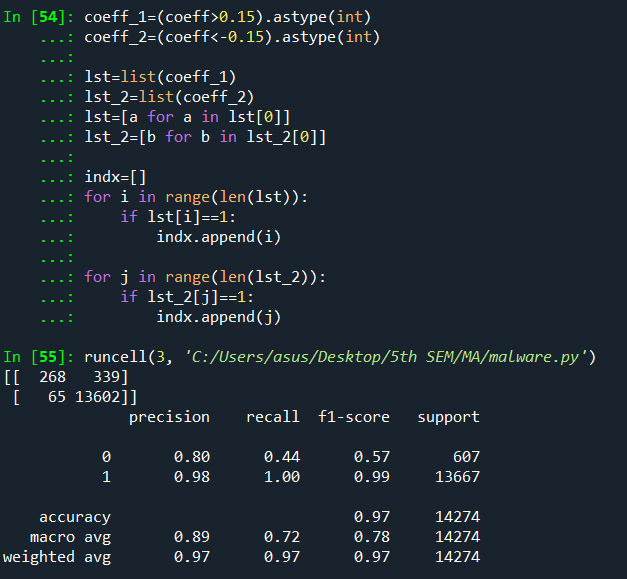 In [54]: coeff_1=(coeff>0.15).astype(int)
    ...: coeff_2=(coeff<-0.15).astype(int)
    ...:
    ...: lst=list(coeff_1)
    ...: lst_2=list(coeff_2)
    ...: lst=[a for a in lst[0]]
    ...: lst_2=[b for b in lst_2[0]]
    ...:
    ...: indx=[]
    ...: for i in range(len(lst)):
    ...:     if lst[i]==1:
    ...:         indx.append(i)
    ...:
    ...: for j in range(len(lst_2)):
    ...:     if lst_2[j]==1:
    ...:         indx.append(j)
In [55]: runcell(3, 'C:/Users/asus/Desktop/5th SEM/MA/malware.py')
[[  268   339]
 [   65 13602]]
              precision    recall  f1-score   support
           0       0.80      0.44      0.57       607
           1       0.98      1.00      0.99     13667
    accuracy                           0.97     14274
   macro avg       0.89      0.72      0.78     14274
weighted avg       0.97      0.97      0.97     14274